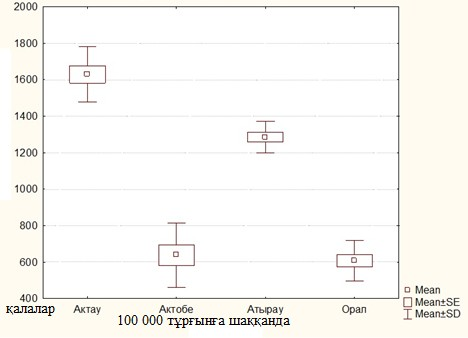 2000
1800
1600
1400
1200
1000
800
600
400
қалалар Актау Актобе Атырау Орал
100 000 тұрғынға шаққанда
Mean
Mean±SE
Mean±SD